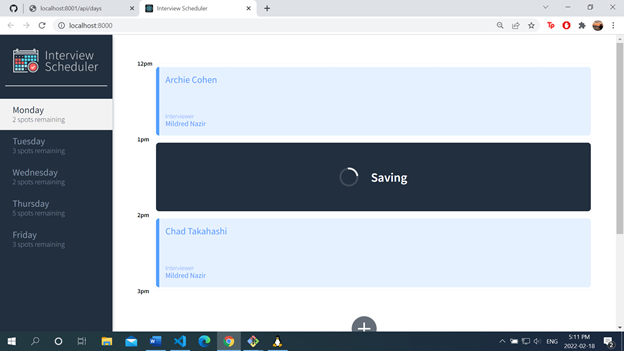 localhost:8001/api/days
Interview Scheduler
localhost:8000
Interview
Scheduler
Monday
2 spots remaining
Tuesday
3 spots remaining
Wednesday
2 spots remaining
Thursday
5 spots remaining
Friday
3 spots remaining
12pm
Archie Cohen
Interviewer
Mildred Nazir
1pm
Saving
2pm
Chad Takahashi
Interviewer
Mildred Nazir
3pm
ENG
5:11 PM
2022-02-18
2